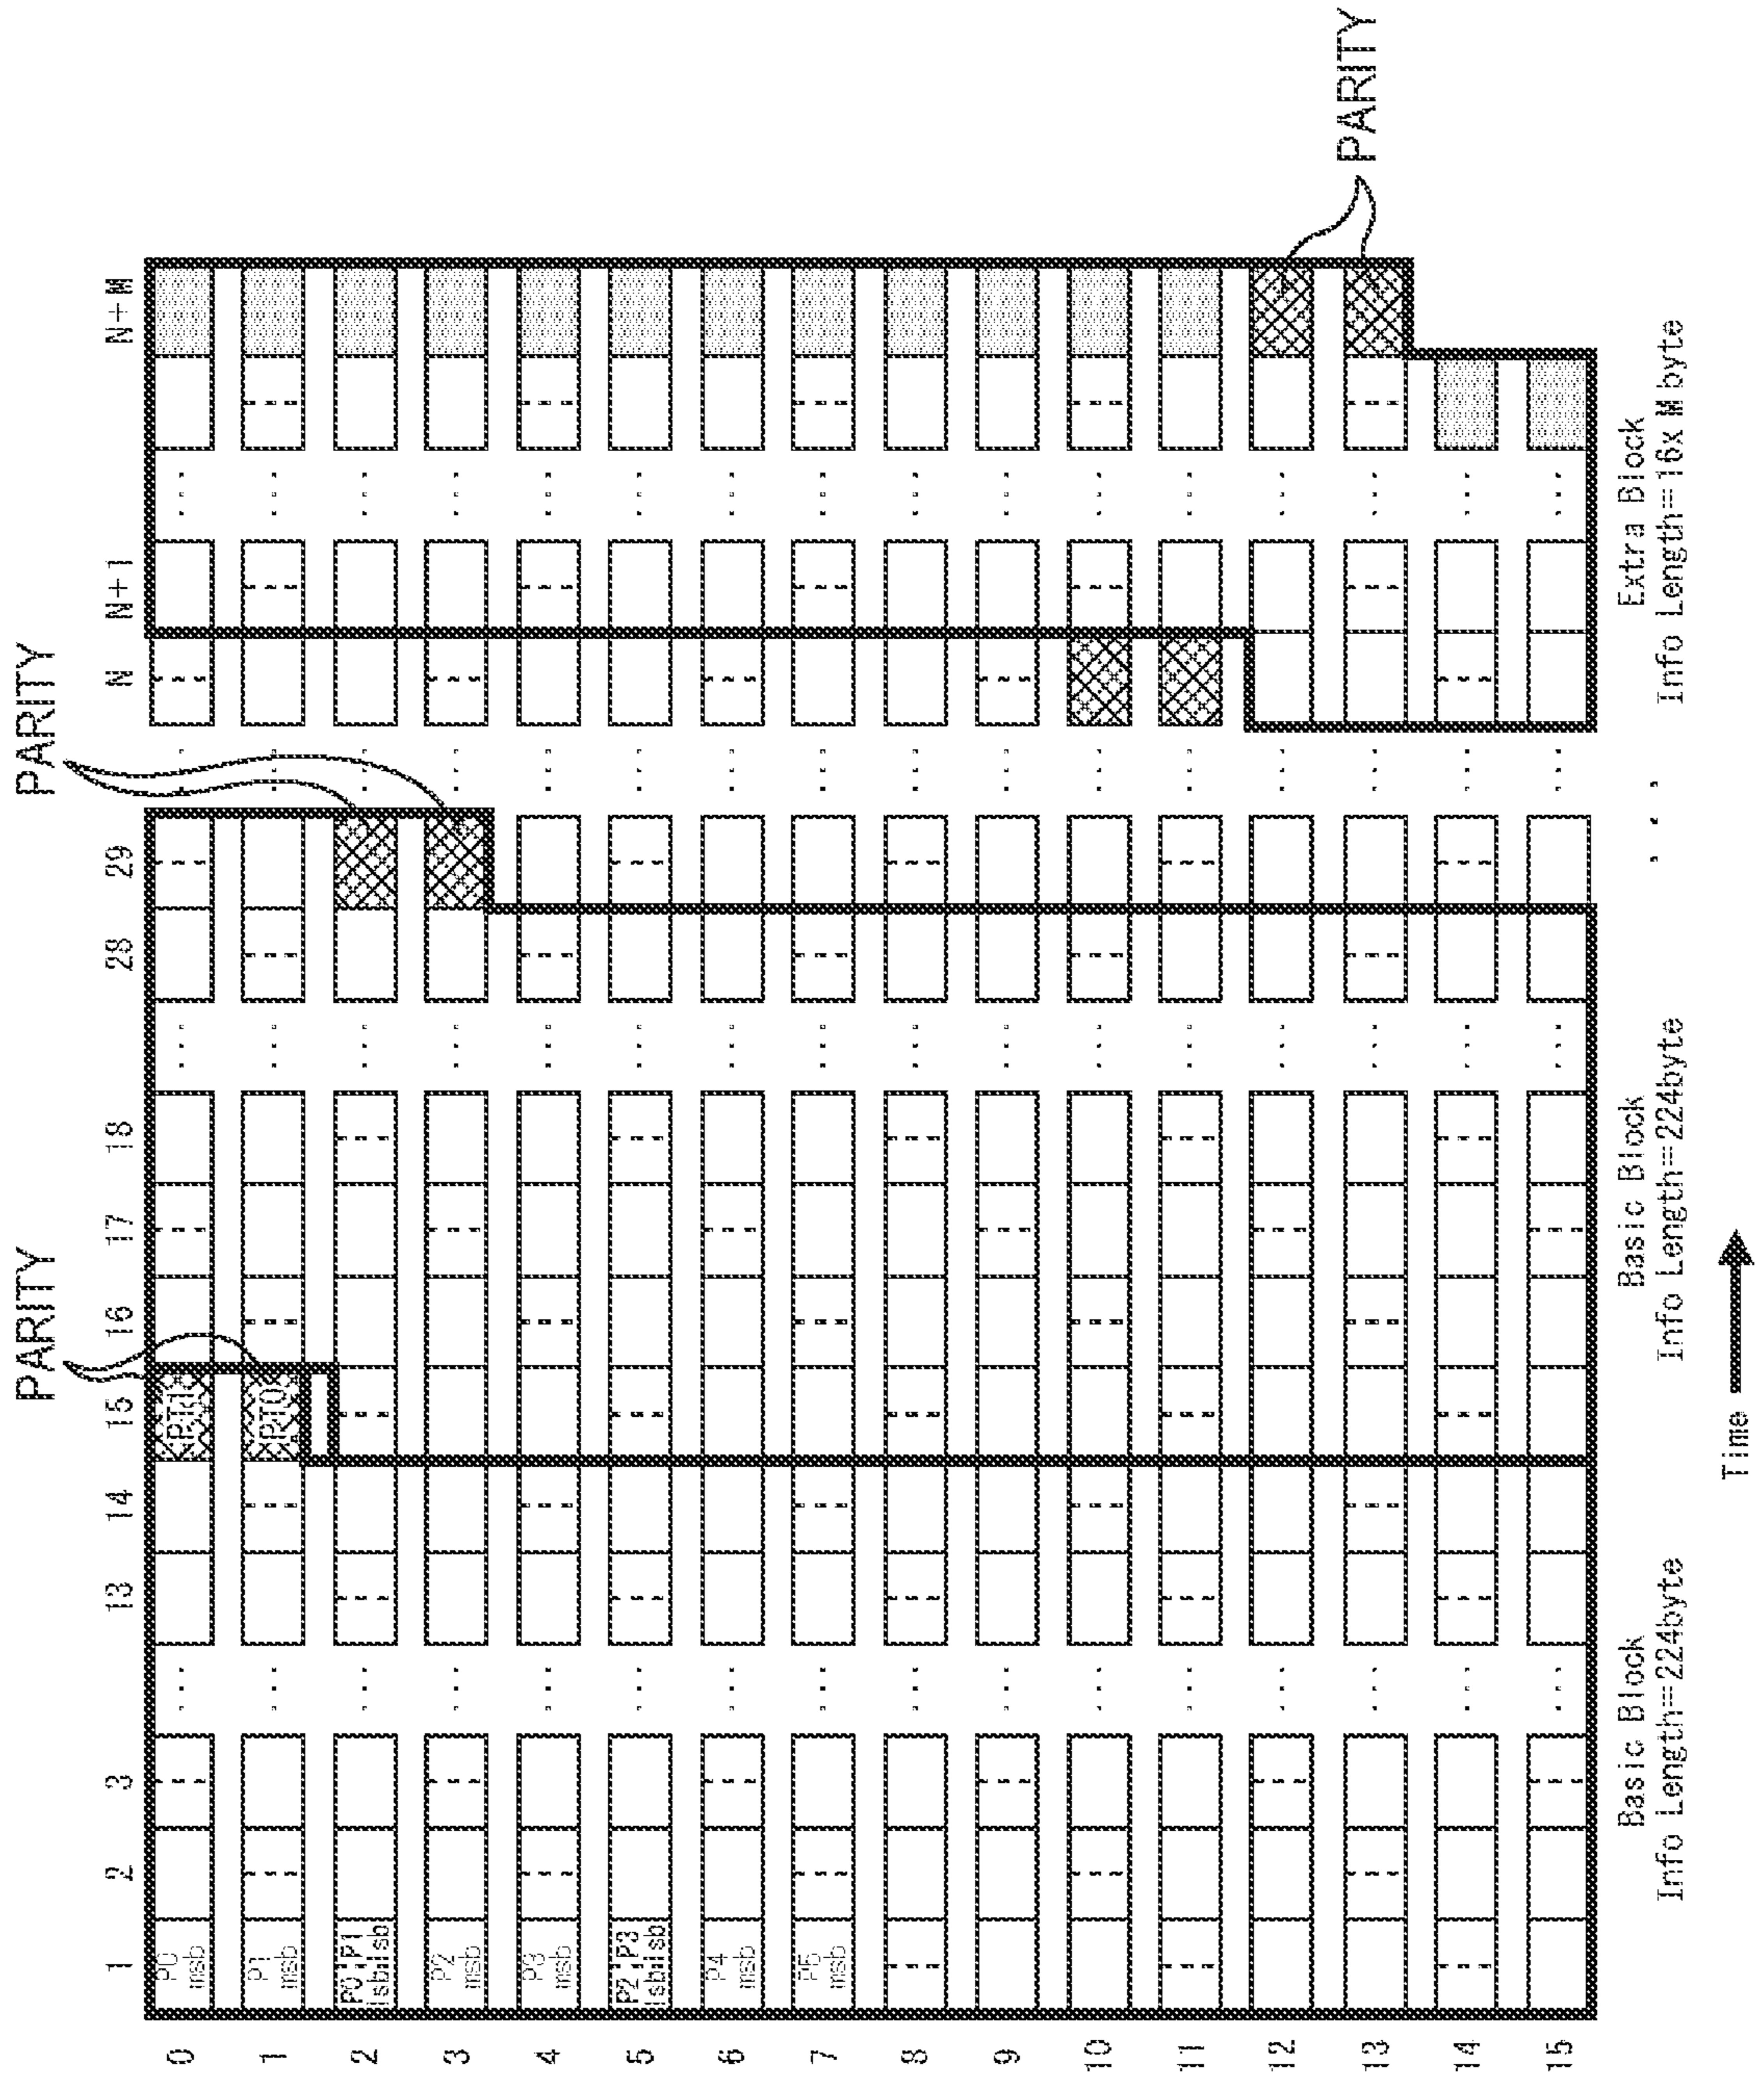 PARITY
PARITY
1 2 3 13 14 15 16 17 18 28 29 N N+1 N+M
0 P0 msb PT1
1 P1 msb PT0
2 P0 P1 lsb lsb
3 P2 msb
4 P3 msb
5 P2 P3 lsb lsb
6 P4 msb
7 P5 msb
8
9
10
11
12
13
14
15
PARITY
Basic Block
Info Length=224byte
Basic Block
Info Length=224byte
Extra Block
Info Length=16x M byte
Time